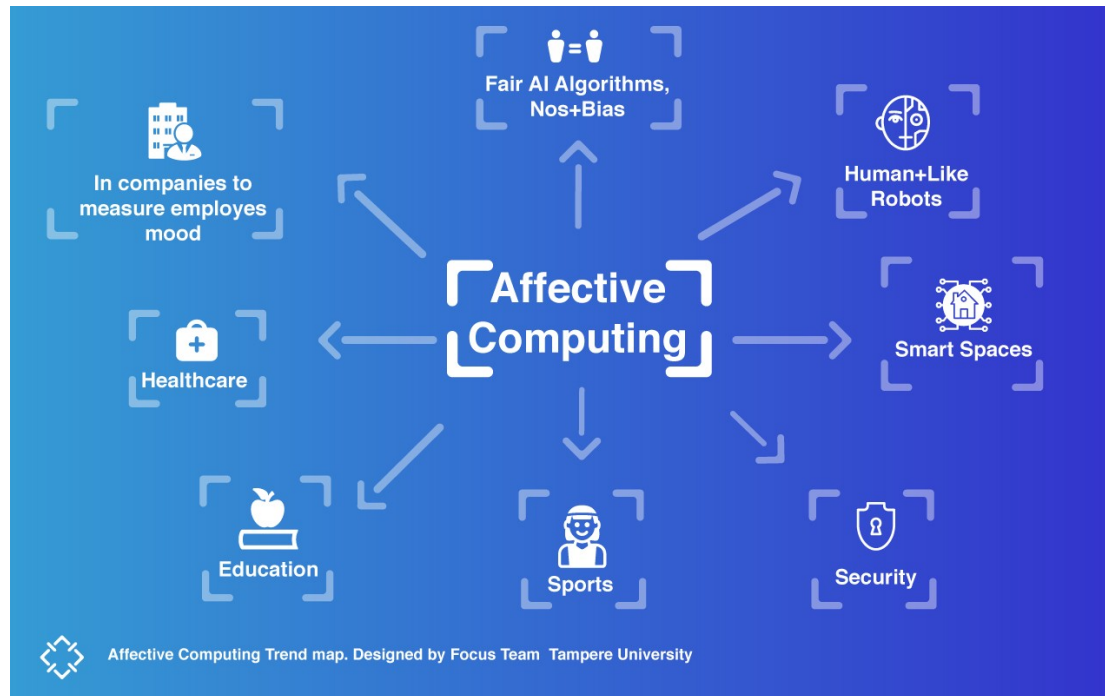 Fair AI Algorithms,
Nos+Bias
In companies to
measure employes
mood
Human+Like
Robots
Affective
Computing
Smart Spaces
Healthcare
Education
Sports
Security
Affective Computing Trend map. Designed by Focus Team Tampere University